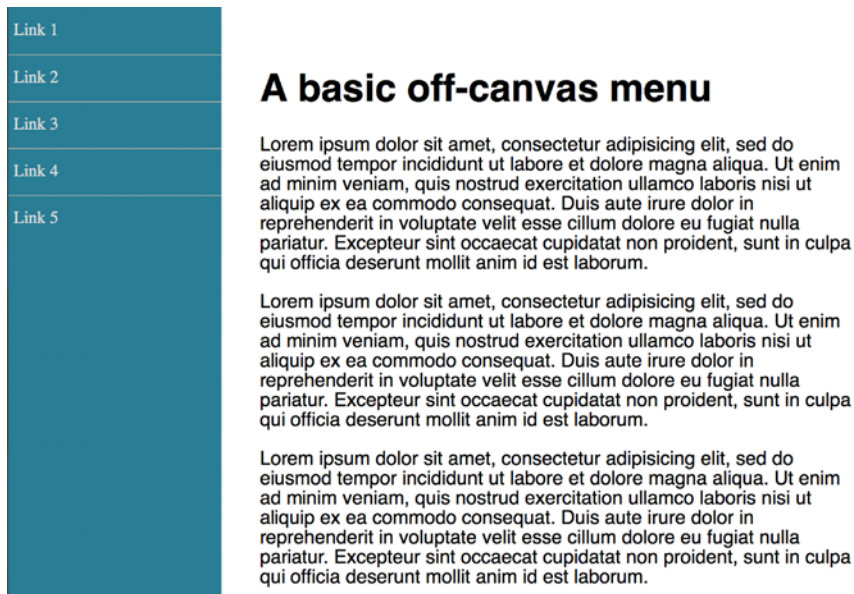 Link 1
Link 2
Link 3
Link 4
Link 5
A basic off-canvas menu
Lorem ipsum dolor sit amet, consectetur adipisicing elit, sed do
eiusmod tempor incididunt ut labore et dolore magna aliqua. Ut enim
ad minim veniam, quis nostrud exercitation ullamco laboris nisi ut
aliquip ex ea commodo consequat. Duis aute irure dolor in
reprehenderit in voluptate velit esse cillum dolore eu fugiat nulla
pariatur. Excepteur sint occaecat cupidatat non proident, sunt in culpa
qui officia deserunt mollit anim id est laborum.
Lorem ipsum dolor sit amet, consectetur adipisicing elit, sed do
eiusmod tempor incididunt ut labore et dolore magna aliqua. Ut enim
ad minim veniam, quis nostrud exercitation ullamco laboris nisi ut
aliquip ex ea commodo consequat. Duis aute irure dolor in
reprehenderit in voluptate velit esse cillum dolore eu fugiat nulla
pariatur. Excepteur sint occaecat cupidatat non proident, sunt in culpa
qui officia deserunt mollit anim id est laborum.
Lorem ipsum dolor sit amet, consectetur adipisicing elit, sed do
eiusmod tempor incididunt ut labore et dolore magna aliqua. Ut enim
ad minim veniam, quis nostrud exercitation ullamco laboris nisi ut
aliquip ex ea commodo consequat. Duis aute irure dolor in
reprehenderit in voluptate velit esse cillum dolore eu fugiat nulla
pariatur. Excepteur sint occaecat cupidatat non proident, sunt in culpa
qui officia deserunt mollit anim id est laborum.